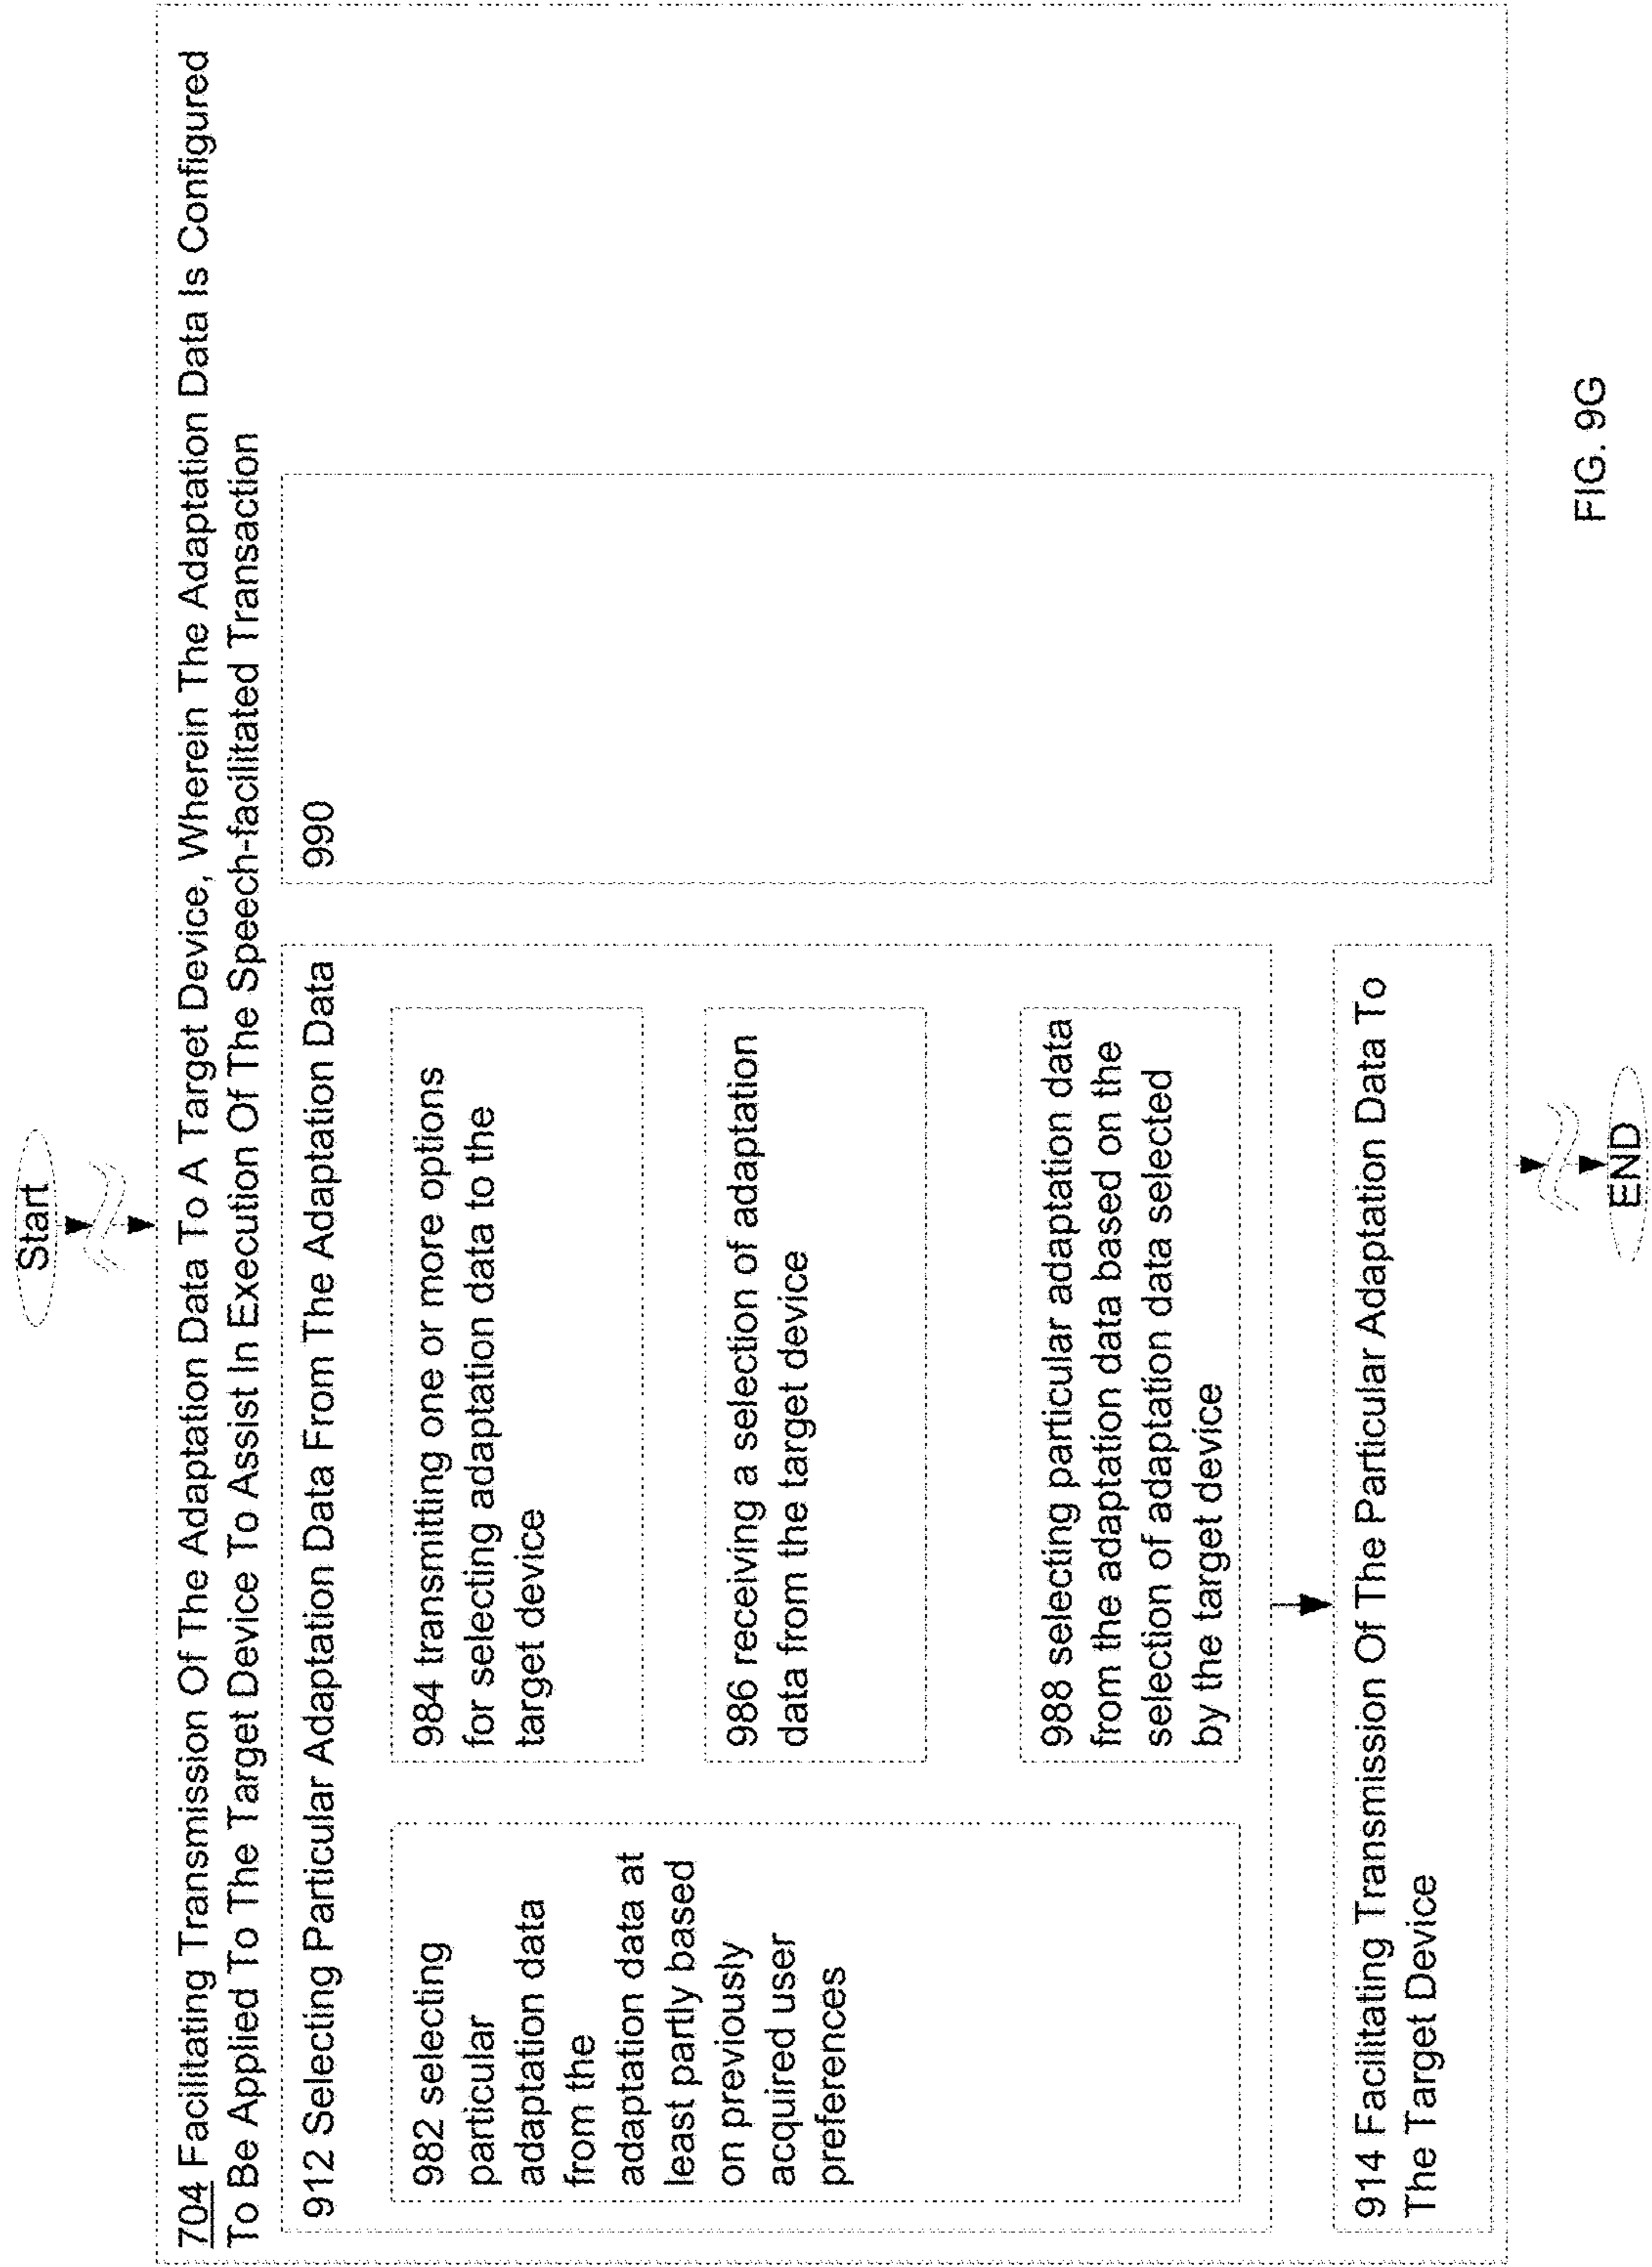 Start
704 Facilitating Transmission Of The Adaptation Data To A Target Device, Wherein The Adaptation Data Is Configured
To Be Applied To The Target Device To Assist In Execution Of The Speech-facilitated Transaction
912 Selecting Particular Adaptation Data From The Adaptation Data
982 selecting
particular
adaptation data
from the
adaptation data at
least partly based
on previously
acquired user
preferences
984 transmitting one or more options
for selecting adaptation data to the
target device
986 receiving a selection of adaptation
data from the target device
988 selecting particular adaptation data
from the adaptation data based on the
selection of adaptation data selected
by the target device
990
914 Facilitating Transmission Of The Particular Adaptation Data To
The Target Device
END
FIG. 9G